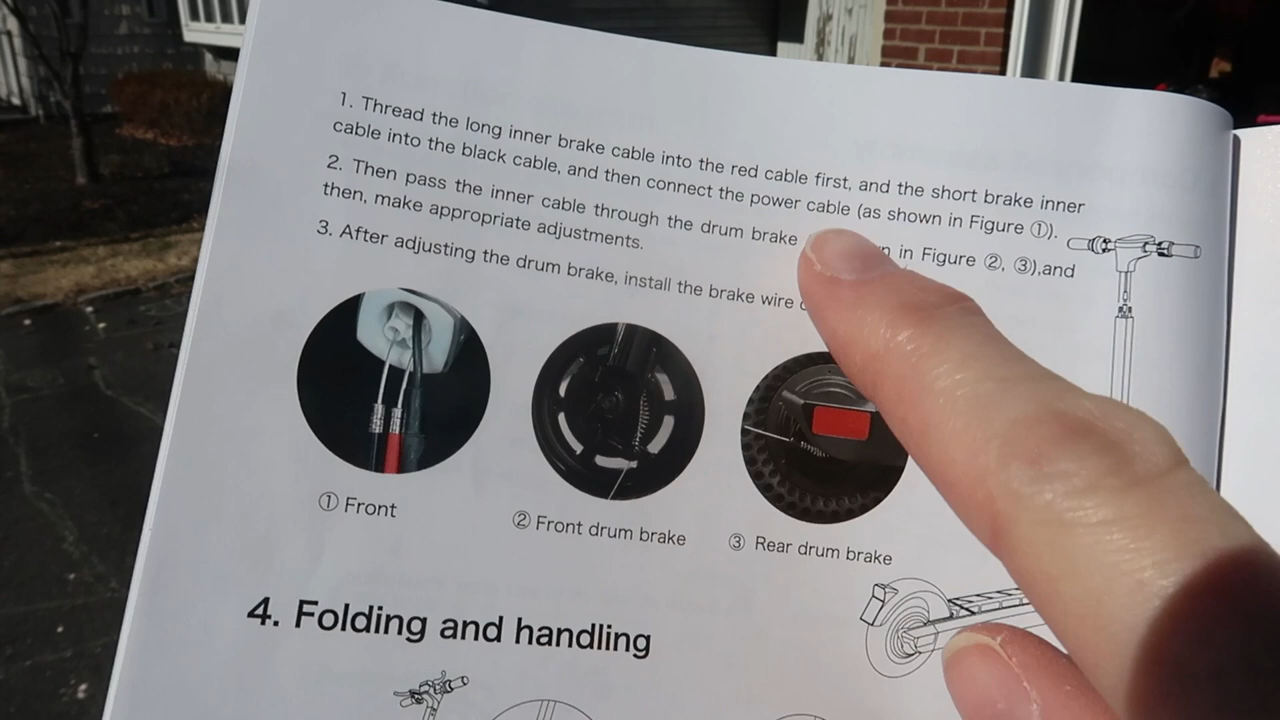 1. Thread the long inner brake cable into the red cable first, and the short brake inner
cable into the black cable, and then connect the power cable (as shown in Figure ①).
2. Then pass the inner cable through the drum brake in Figure ②, ③),and
then, make appropriate adjustments.
3. After adjusting the drum brake, install the brake wire
① Front
② Front drum brake
③ Rear drum brake
4. Folding and handling